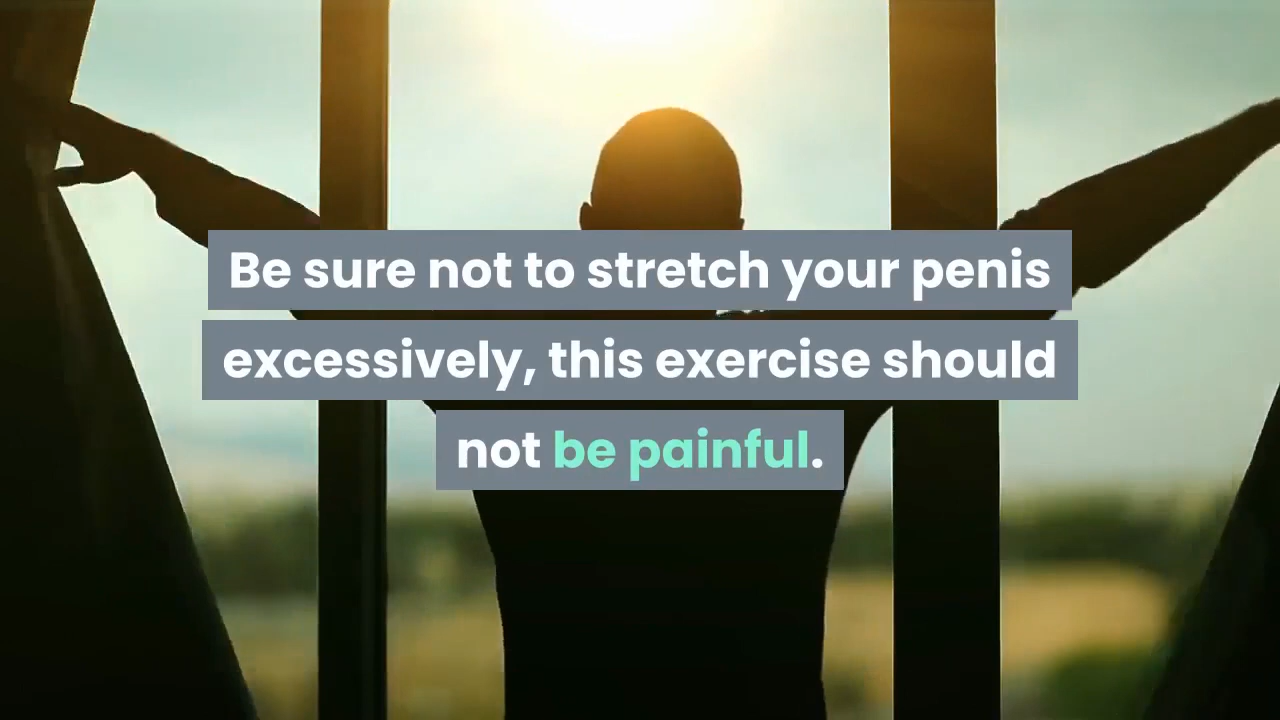 Be sure not to stretch your penis
excessively, this exercise should
not be painful.